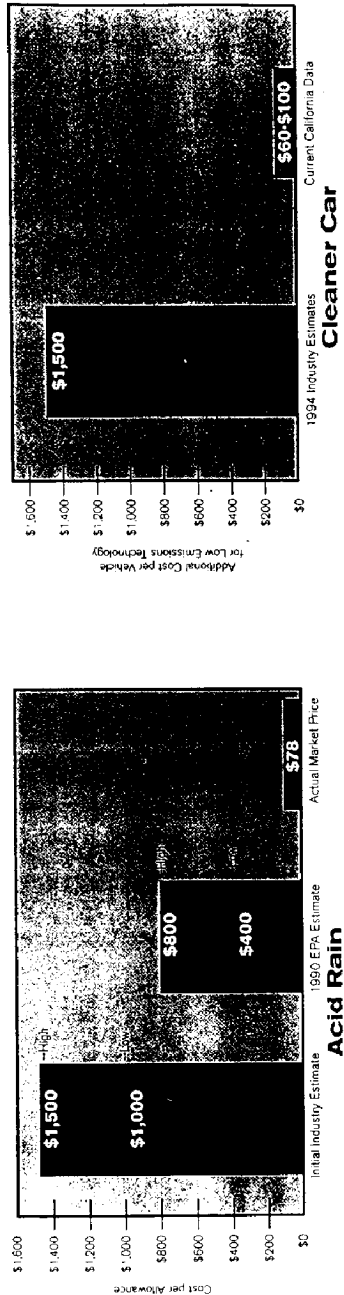 Cost per Allowance
$1,600
$1,400
$1,200
$1,000
$800
$600
$400
$200
$0
High
$1,500
$1,000
High
$800
$400
$78
Initial Industry Estimate
1990 EPA Estimate
Actual Market Price
Acid Rain
Additional Cost per Vehicle
for Low Emissions Technology
$1,600
$1,400
$1,200
$1,000
$800
$600
$400
$200
$0
$1,500
$60-$100
1994 Industry Estimates
Current California Data
Cleaner Car